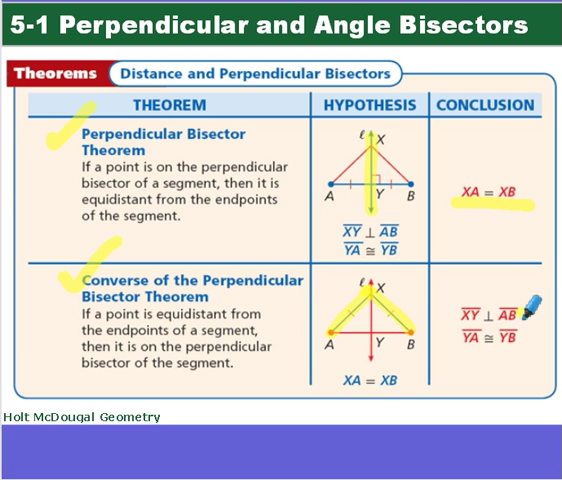 5-1 Perpendicular and Angle Bisectors
Theorems Distance and Perpendicular Bisectors
THEOREM HYPOTHESIS CONCLUSION
Perpendicular Bisector
Theorem
If a point is on the perpendicular
bisector of a segment, then it is
equidistant from the endpoints
of the segment.
ℓ X
A Y B
XY ⊥ AB
YA ≅ YB
XA = XB
Converse of the Perpendicular
Bisector Theorem
If a point is equidistant from
the endpoints of a segment,
then it is on the perpendicular
bisector of the segment.
ℓ X
A Y B
XA = XB
XY ⊥ AB
YA ≅ YB
Holt McDougal Geometry